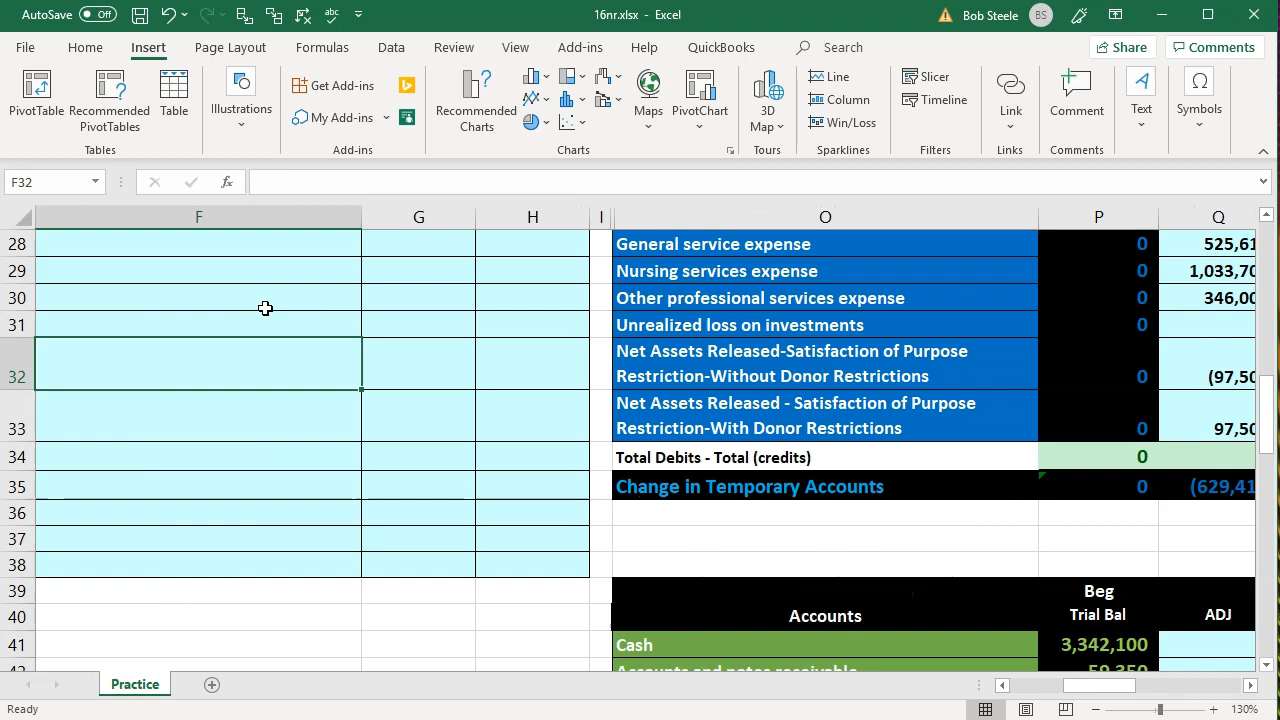 AutoSave Off
16nr.xlsx - Excel
Bob Steele BS
File Home Insert Page Layout Formulas Data Review View Add-ins Help QuickBooks Search Share Comments
PivotTable
Recommended
PivotTables
Table
Illustrations
Get Add-ins
My Add-ins
Recommended
Charts
Maps
PivotChart
3D
Map
Line
Column
Win/Loss
Slicer
Timeline
Link
Comment
Text
Symbols
Tables Add-ins Charts Tours Sparklines Filters Links Comments
F32 fx
F G H I O P Q
28 General service expense 0 525,61
29 Nursing services expense 0 1,033,70
30 Other professional services expense 0 346,00
31 Unrealized loss on investments 0
Net Assets Released-Satisfaction of Purpose
32 Restriction-Without Donor Restrictions 0 (97,50
Net Assets Released - Satisfaction of Purpose
33 Restriction-With Donor Restrictions 0 97,50
34 Total Debits - Total (credits) 0
35 Change in Temporary Accounts 0 (629,41
36
37
38
39 Beg
40 Accounts Trial Bal ADJ
41 Cash 3,342,100
Accounts and notes receivable 59,350
Practice
Ready 130%